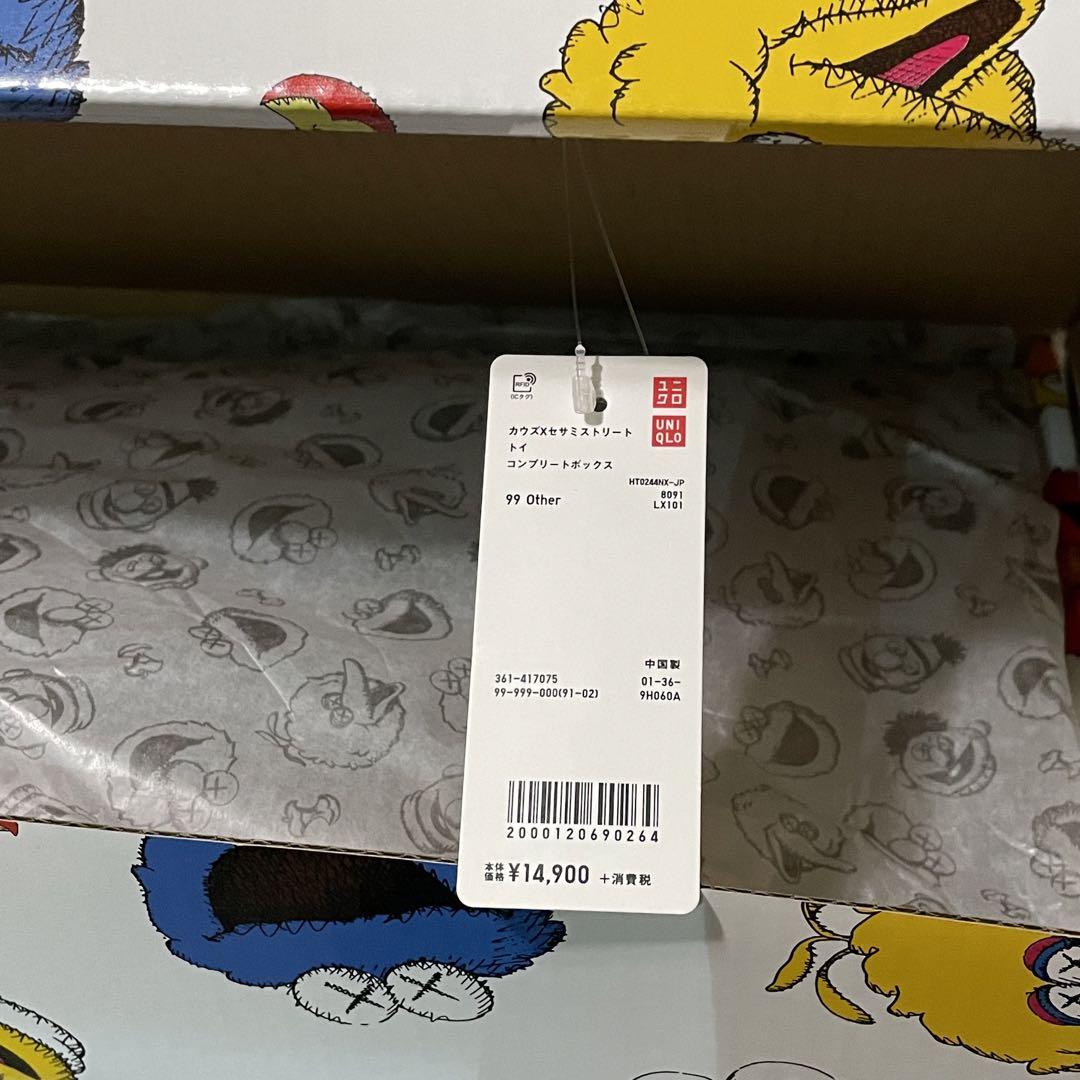 RFID
(ICタグ)
ユニ
クロ
UNI
QLO
カウズXセサミストリート
トイ
コンプリートボックス
HT0244NX-JP
99 Other
8091
LX101
中国製
361-417075
01-36-
99-999-000(91-02)
9H060A
2000120690264
本体
価格 ¥14,900 +消費税